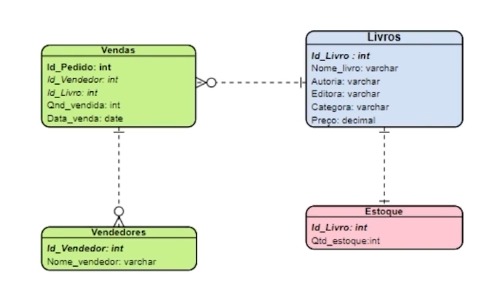 Vendas
Id_Pedido: int
Id_Vendedor: int
Id_Livro: int
Qnd_vendida: int
Data_venda: date
Livros
Id_Livro : int
Nome_livro: varchar
Autoria: varchar
Editora: varchar
Categora: varchar
Preço: decimal
Vendedores
Id_Vendedor: int
Nome_vendedor: varchar
Estoque
Id_Livro: int
Qtd_estoque:int